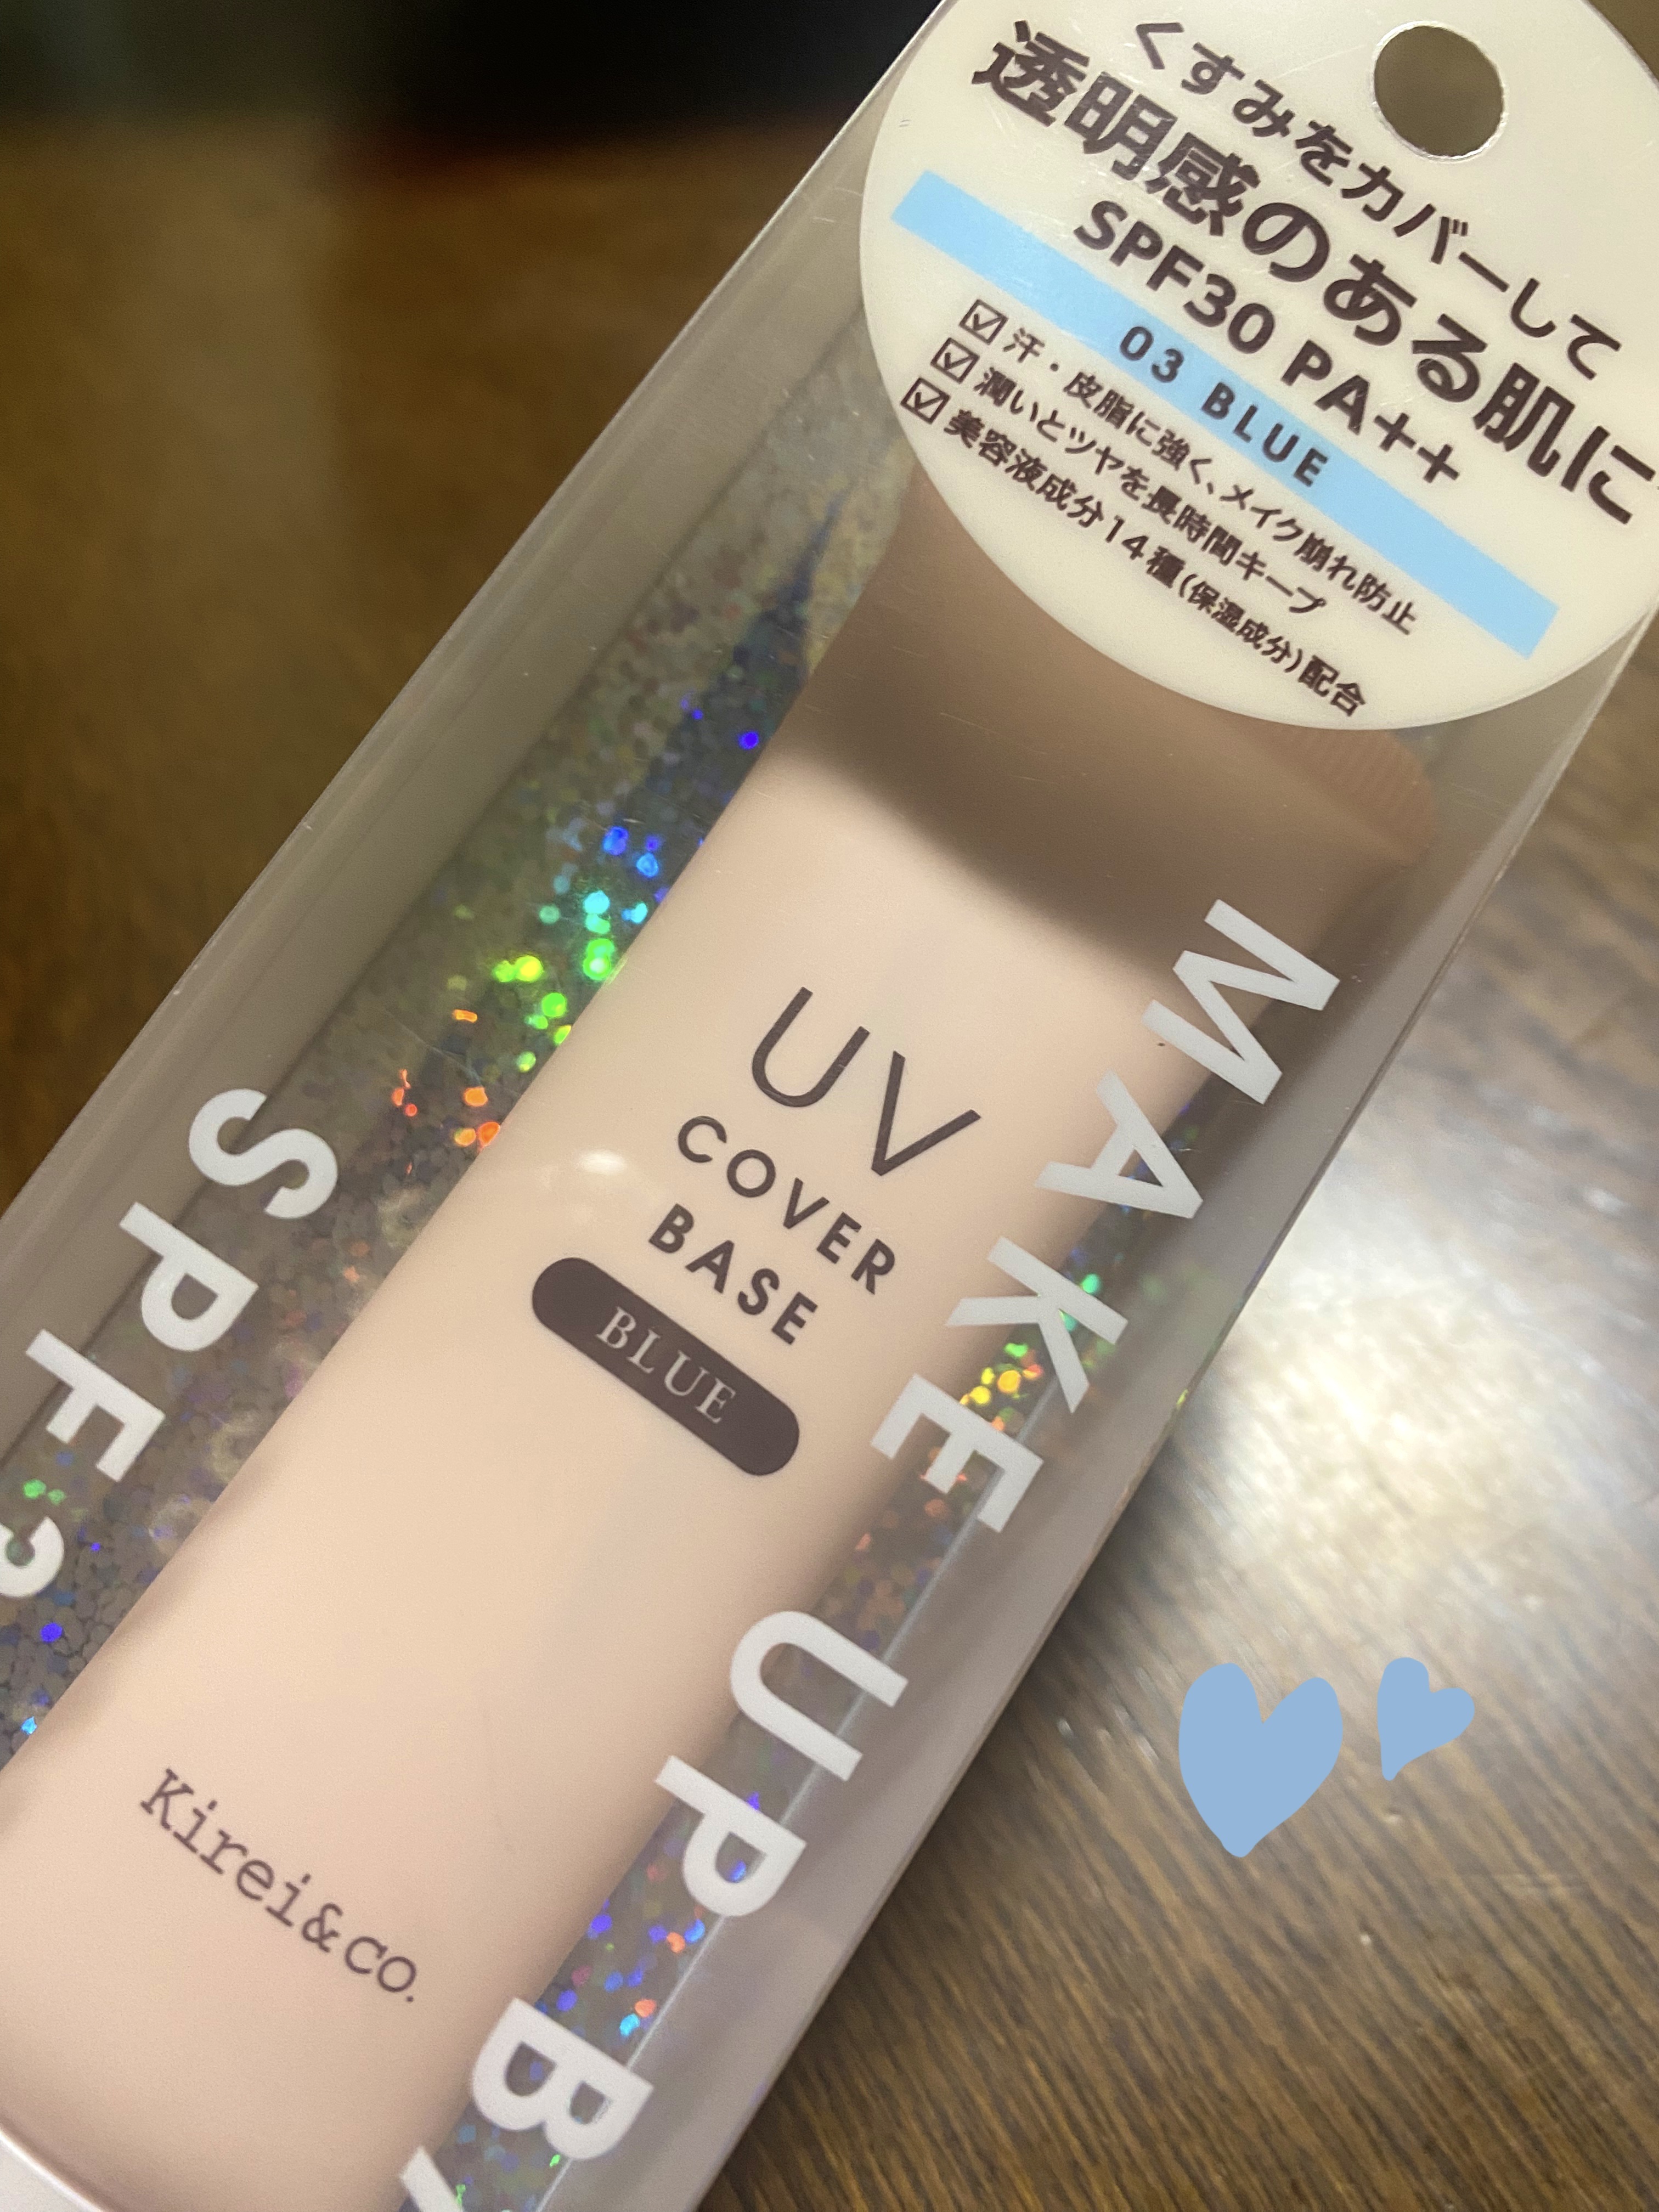 くすみをカバーして
透明感のある肌に
SPF30 PA++
03 BLUE
☑ 汗・皮脂に強く、メイク崩れ防止
☑ 潤いとツヤを長時間キープ
☑ 美容液成分14種(保湿成分)配合
MAKE UP
UV
COVER
BASE
BLUE
Kirei&co.
SPF